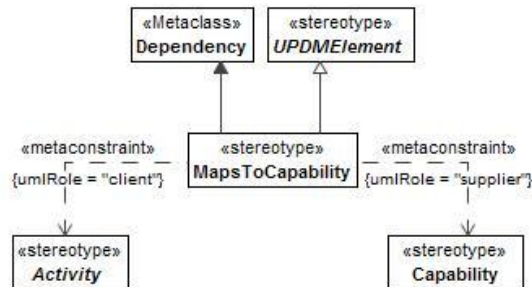 «Metaclass»
Dependency
«stereotype»
UPDMElement
«metaconstraint»
{umlRole = "client"}
«stereotype»
MapsToCapability
«metaconstraint»
{umlRole = "supplier"}
«stereotype»
Activity
«stereotype»
Capability